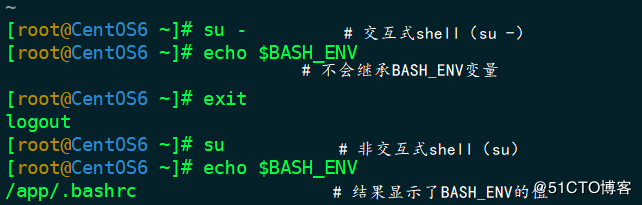 ~
[root@CentOS6 ~]# su - # 交互式shell（su -）
[root@CentOS6 ~]# echo $BASH_ENV
# 不会继承BASH_ENV变量
[root@CentOS6 ~]# exit
logout
[root@CentOS6 ~]# su # 非交互式shell（su）
[root@CentOS6 ~]# echo $BASH_ENV
/app/.bashrc # 结果显示了BASH_ENV的值
@51CTO博客